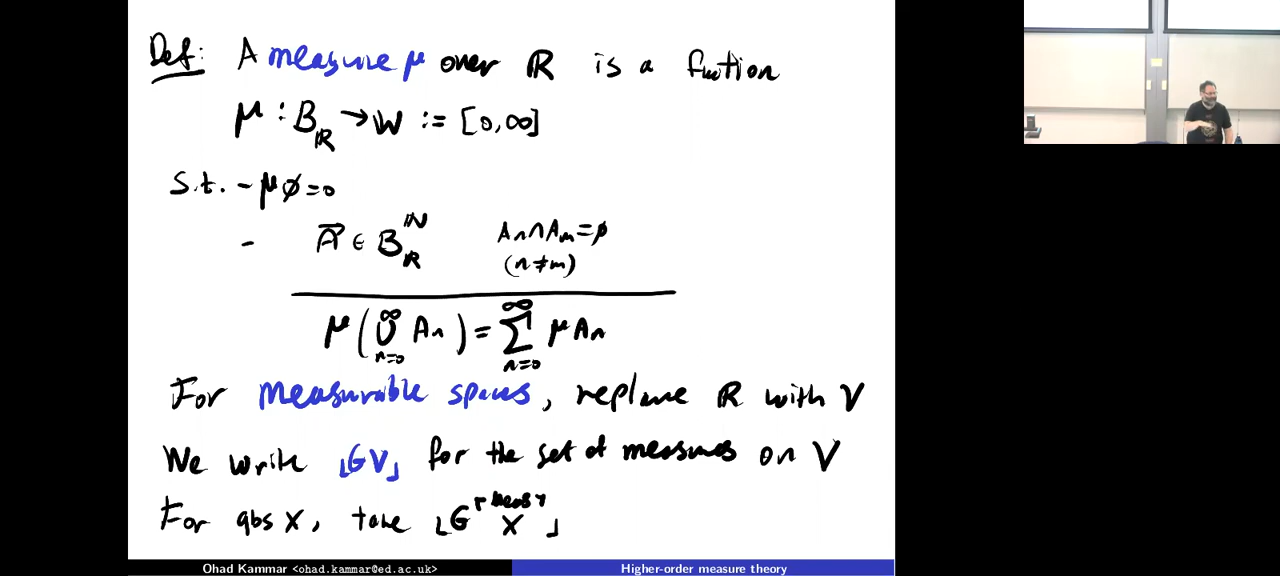 Def: A measure μ over ℝ is a function
μ : B_ℝ → W := [0,∞]
s.t. - μ∅=0
- A⃗ ∈ B_ℝ^ℕ A_n∩A_m=∅
(n≠m)
μ(⋃_{n=0}^∞ A_n) = ∑_{n=0}^∞ μA_n
For measurable spaces, replace ℝ with V
We write ⌞GV⌟ for the set of measures on V
For qbs X, take ⌞G⌜X⌝^{Meas}⌟
Ohad Kammar <ohad.kammar@ed.ac.uk> Higher-order measure theory